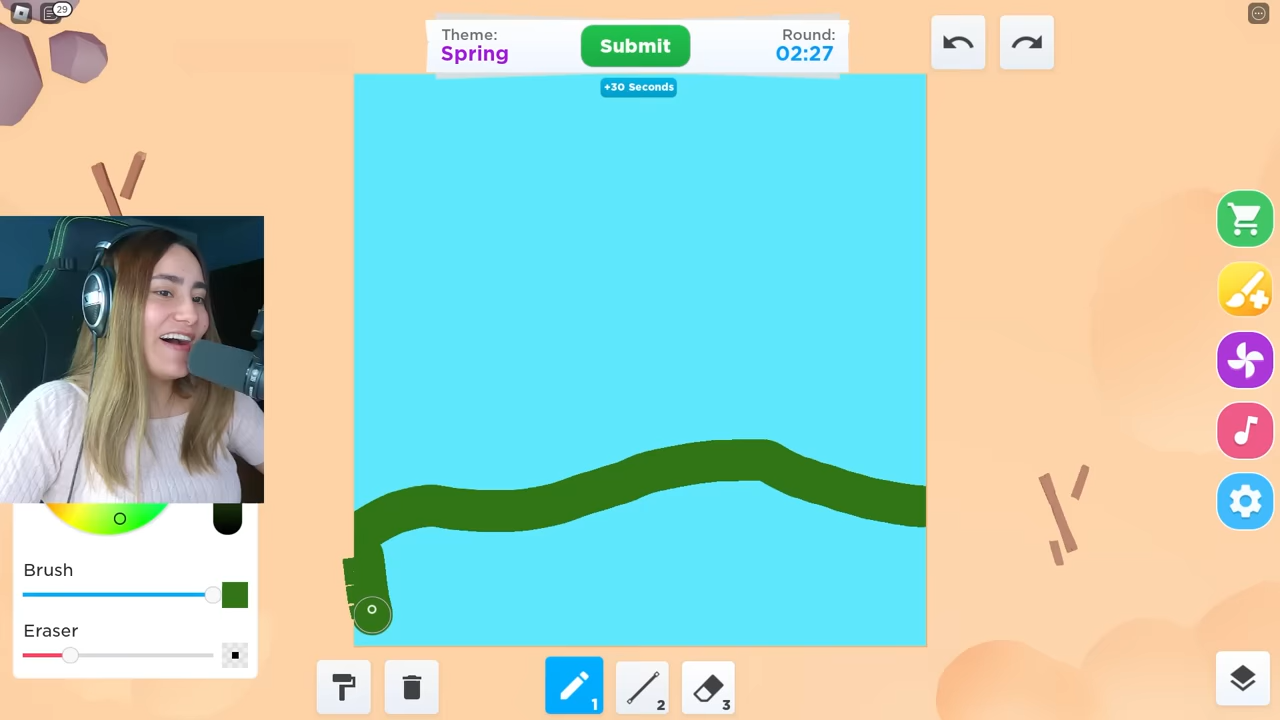 29
Theme:
Spring
Submit
Round:
02:27
+30 Seconds
Brush
Eraser
1
2
3